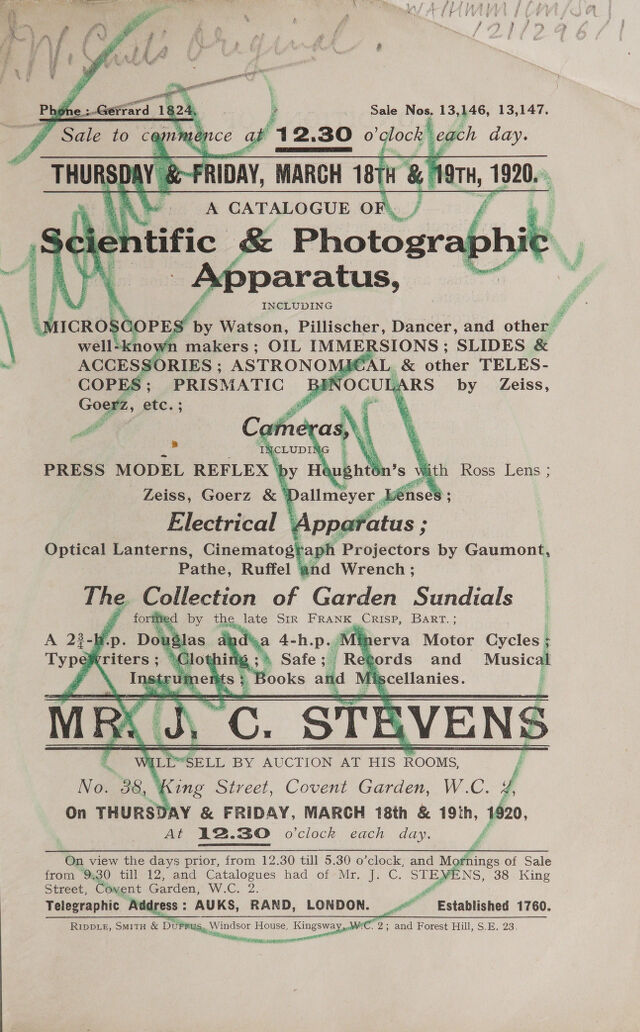 WA/HMM/CM/Sa/
121/296/1
Original.
Phone: Gerrard 1824.
Sale Nos. 13,146, 13,147.
Sale to commence at 12.30 o'clock each day.
THURSDAY & FRIDAY, MARCH 18TH & 19TH, 1920.
A CATALOGUE OF
Scientific & Photographic
Apparatus,
INCLUDING
MICROSCOPES by Watson, Pillischer, Dancer, and other
well-known makers; OIL IMMERSIONS; SLIDES &
ACCESSORIES; ASTRONOMICAL & other TELES-
COPES; PRISMATIC BINOCULARS by Zeiss,
Goerz, etc.;
Cameras,
INCLUDING
PRESS MODEL REFLEX by Houghton's with Ross Lens;
Zeiss, Goerz & Dallmeyer Lenses;
Electrical Apparatus;
Optical Lanterns, Cinematograph Projectors by Gaumont,
Pathe, Ruffel and Wrench;
The Collection of Garden Sundials
formed by the late SIR FRANK CRISP, BART.;
A 2¾-h.p. Douglas and a 4-h.p. Minerva Motor Cycles;
Typewriters; Clothing; Safe; Records and Musical
Instruments; Books and Miscellanies.
MR. J. C. STEVENS
WILL SELL BY AUCTION AT HIS ROOMS,
No. 38, King Street, Covent Garden, W.C. 2,
On THURSDAY & FRIDAY, MARCH 18th & 19th, 1920,
At 12.30 o'clock each day.
On view the days prior, from 12.30 till 5.30 o'clock, and Mornings of Sale
from 9.30 till 12, and Catalogues had of Mr. J. C. STEVENS, 38 King
Street, Covent Garden, W.C. 2.
Telegraphic Address: AUKS, RAND, LONDON.
Established 1760.
RIDDLE, SMITH & DUFFUS, Windsor House, Kingsway, W.C. 2; and Forest Hill, S.E. 23.